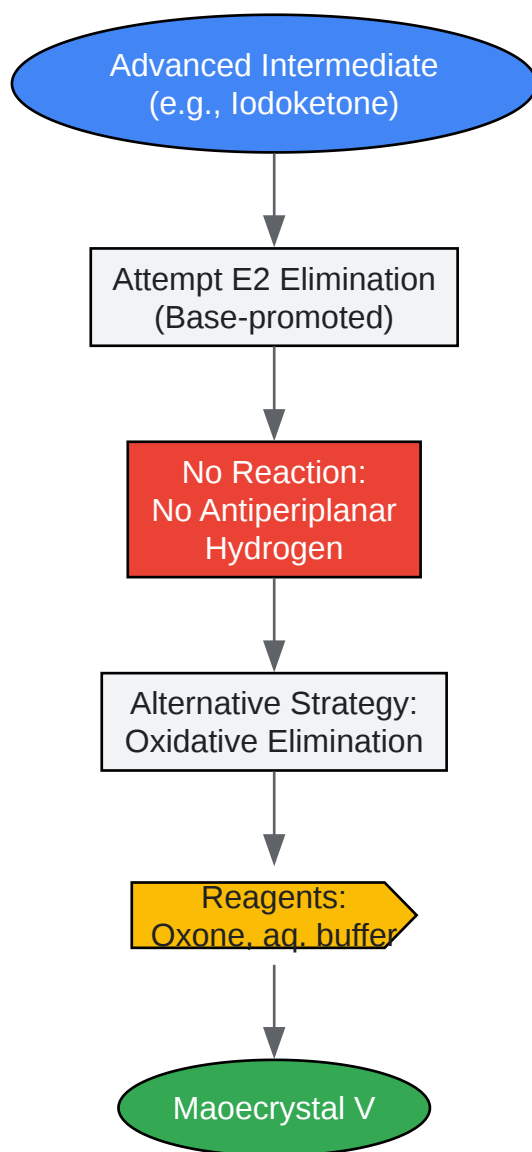 Advanced Intermediate
(e.g., Iodoketone)
Attempt E2 Elimination
(Base-promoted)
No Reaction:
No Antiperiplanar
Hydrogen
Alternative Strategy:
Oxidative Elimination
Reagents:
Oxone, aq. buffer
Maoecrystal V